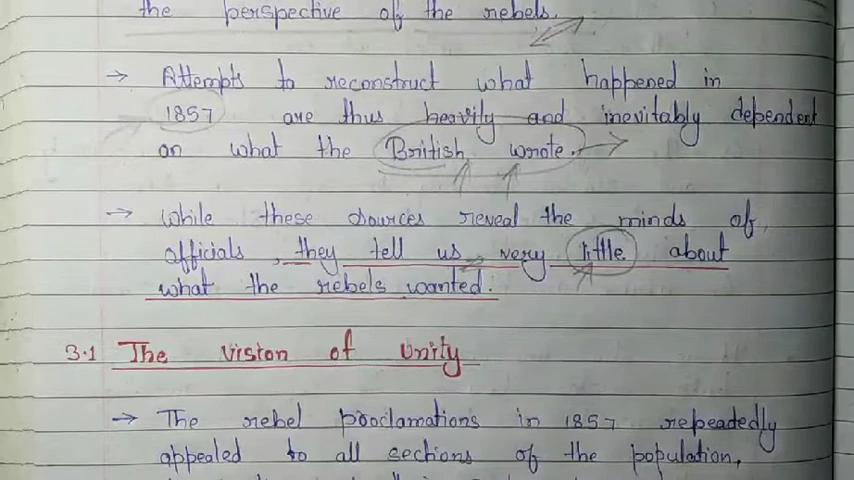 the perspective of the rebels.
→ Attempts to reconstruct what happened in
1857 are thus heavily and inevitably dependent
on what the British wrote.
→ While these sources reveal the minds of
officials, they tell us very little about
what the rebels wanted.
3.1 The Vision of Unity
→ The rebel proclamations in 1857 repeadedly
appealed to all sections of the population,